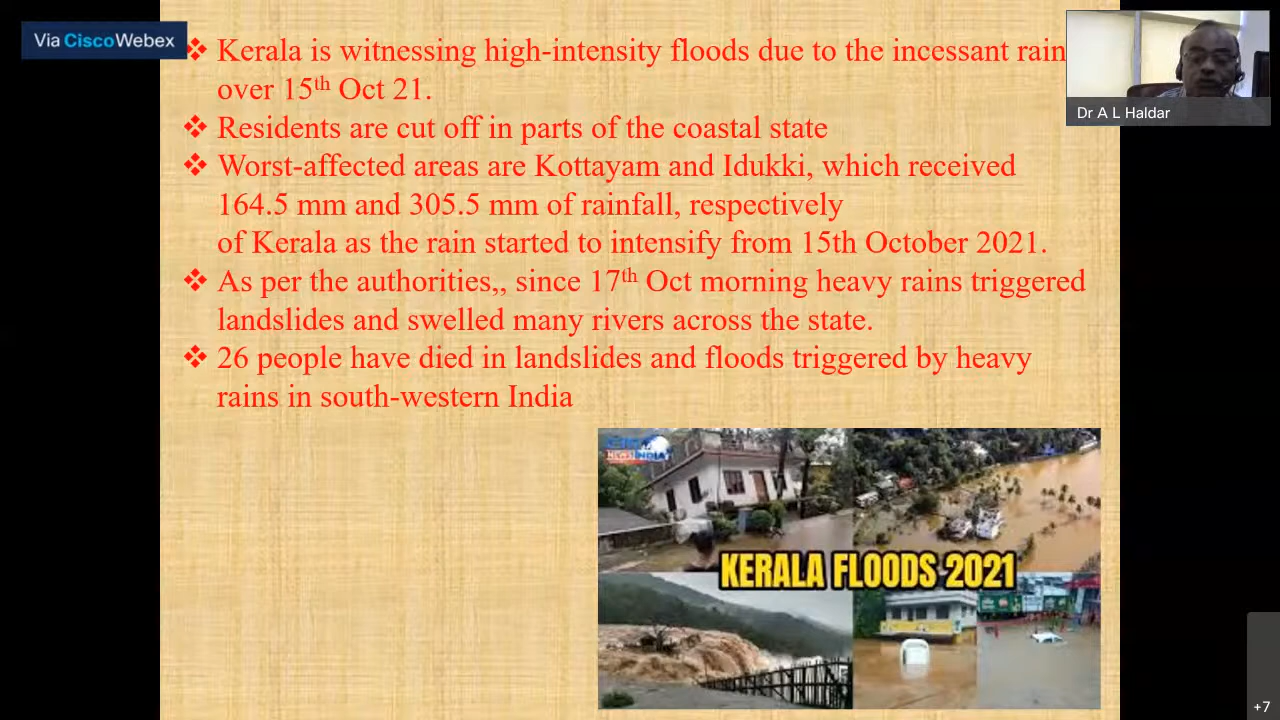 Via CiscoWebex
❖ Kerala is witnessing high-intensity floods due to the incessant rain
over 15th Oct 21.
❖ Residents are cut off in parts of the coastal state
❖ Worst-affected areas are Kottayam and Idukki, which received
164.5 mm and 305.5 mm of rainfall, respectively
of Kerala as the rain started to intensify from 15th October 2021.
❖ As per the authorities,, since 17th Oct morning heavy rains triggered
landslides and swelled many rivers across the state.
❖ 26 people have died in landslides and floods triggered by heavy
rains in south-western India
Dr A L Haldar
INDIA
KERALA FLOODS 2021
+7